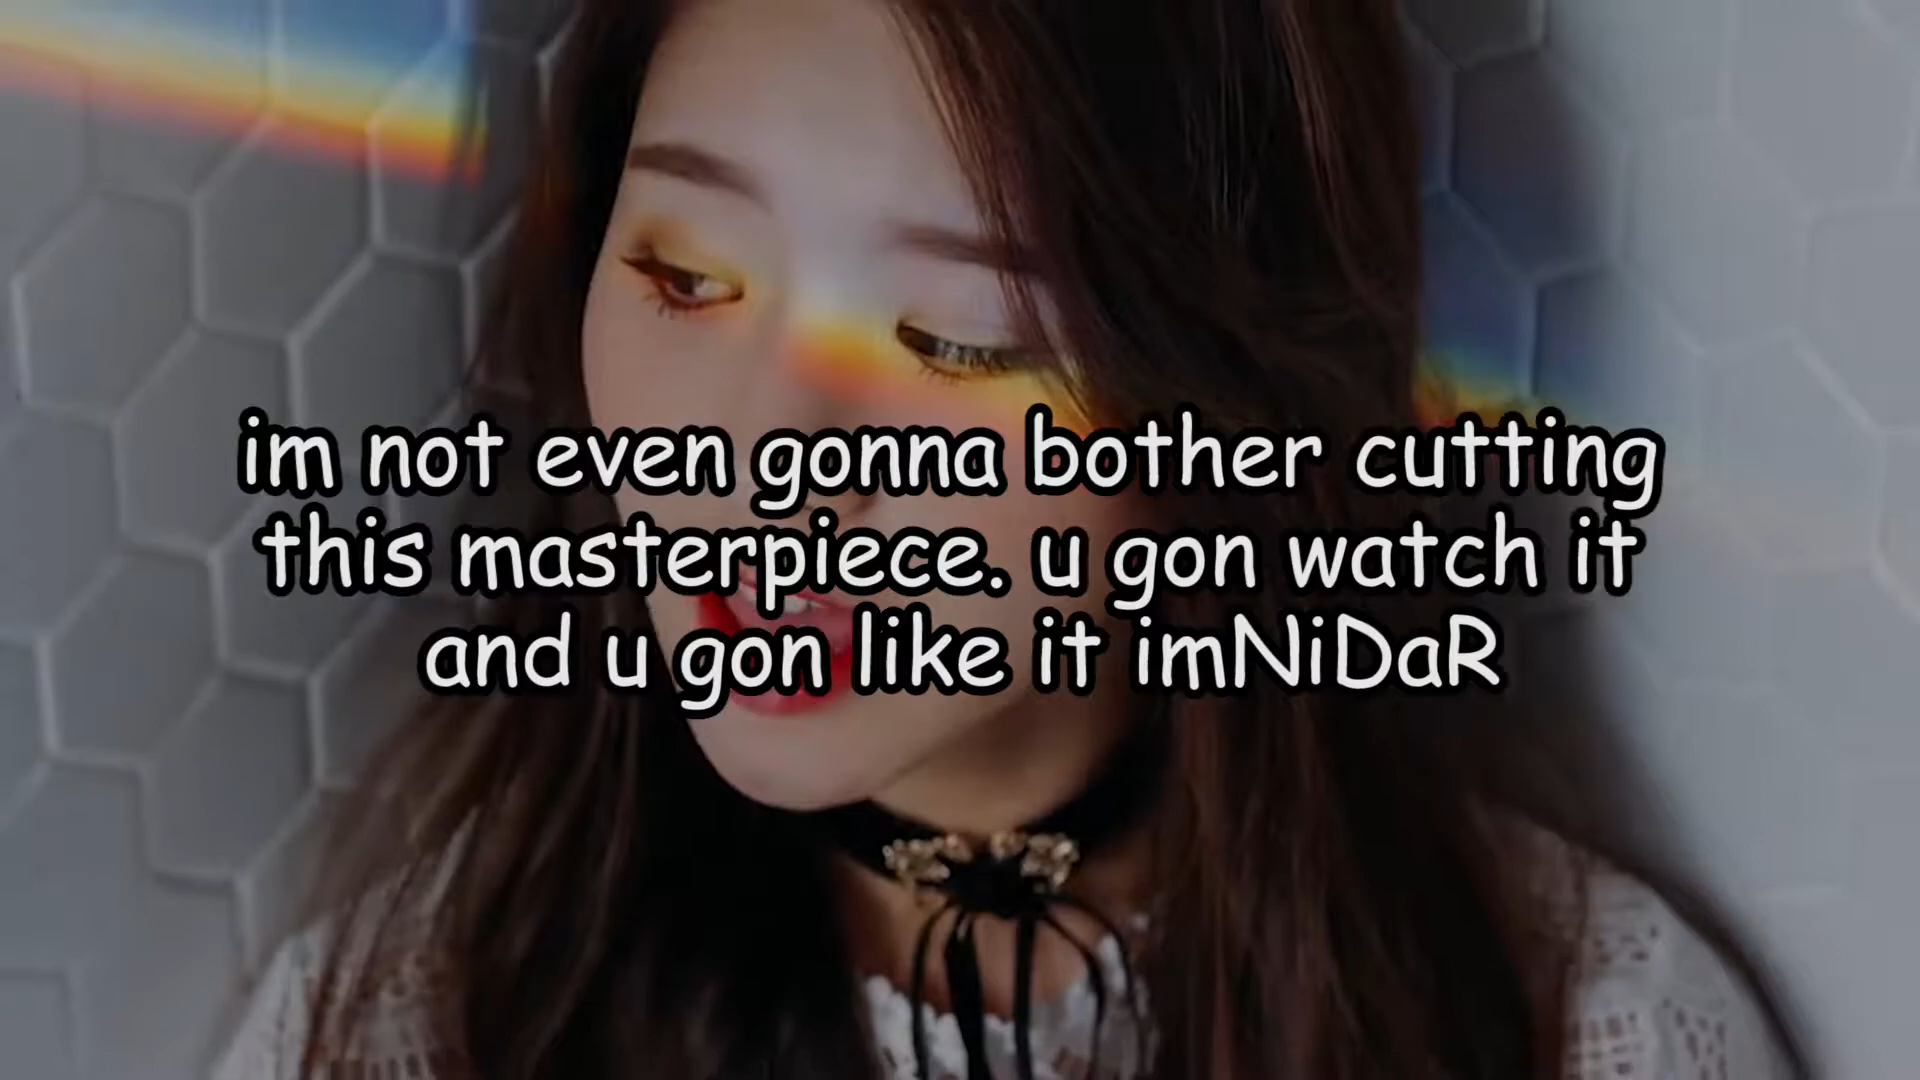 im not even gonna bother cutting
this masterpiece. u gon watch it
and u gon like it imNiDaR